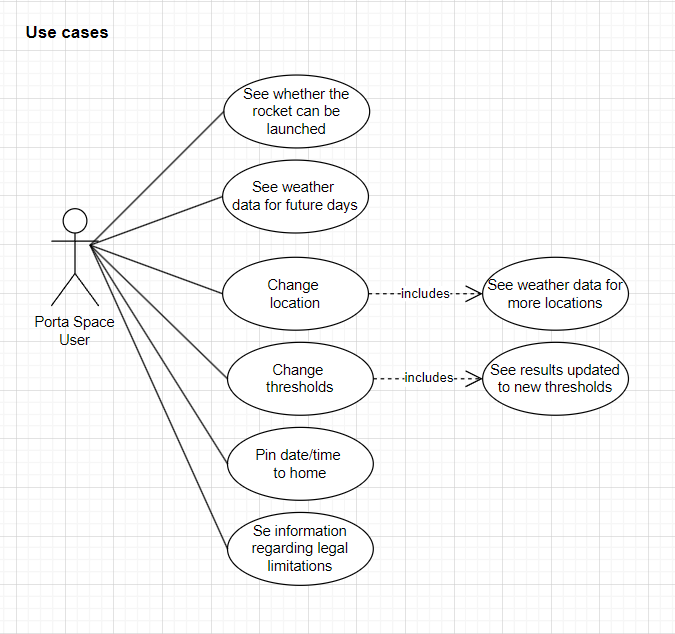 Use cases
See whether the
rocket can be
launched
See weather
data for future days
Change
location
includes
See weather data for
more locations
Porta Space
User
Change
thresholds
includes
See results updated
to new thresholds
Pin date/time
to home
Se information
regarding legal
limitations